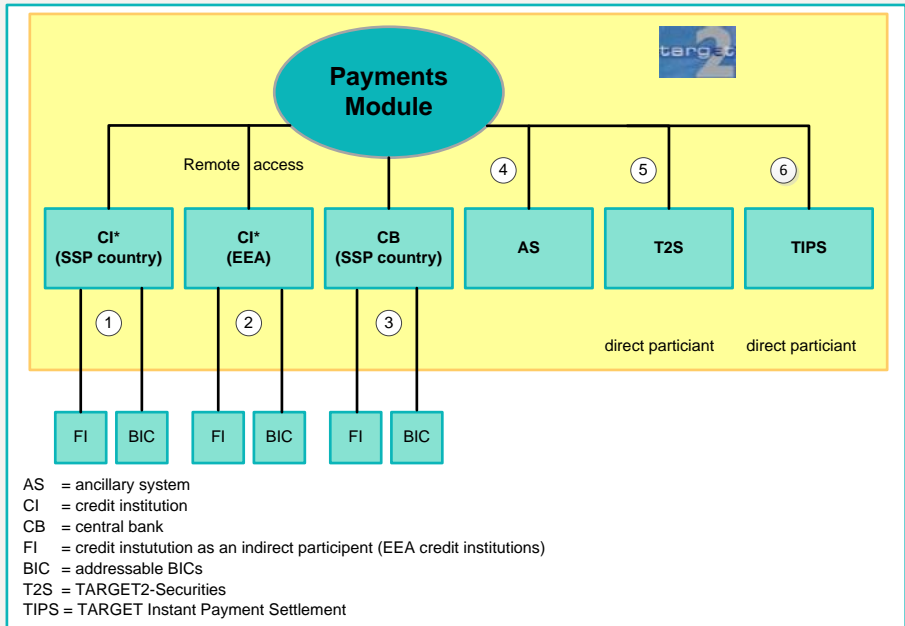 target
2
Payments
Module
Remote access
4
5
6
CI*
(SSP country)
CI*
(EEA)
CB
(SSP country)
AS
T2S
TIPS
1
2
3
direct particiant
direct particiant
FI
BIC
FI
BIC
FI
BIC
AS = ancillary system
CI = credit institution
CB = central bank
FI = credit instutution as an indirect participent (EEA credit institutions)
BIC = addressable BICs
T2S = TARGET2-Securities
TIPS = TARGET Instant Payment Settlement